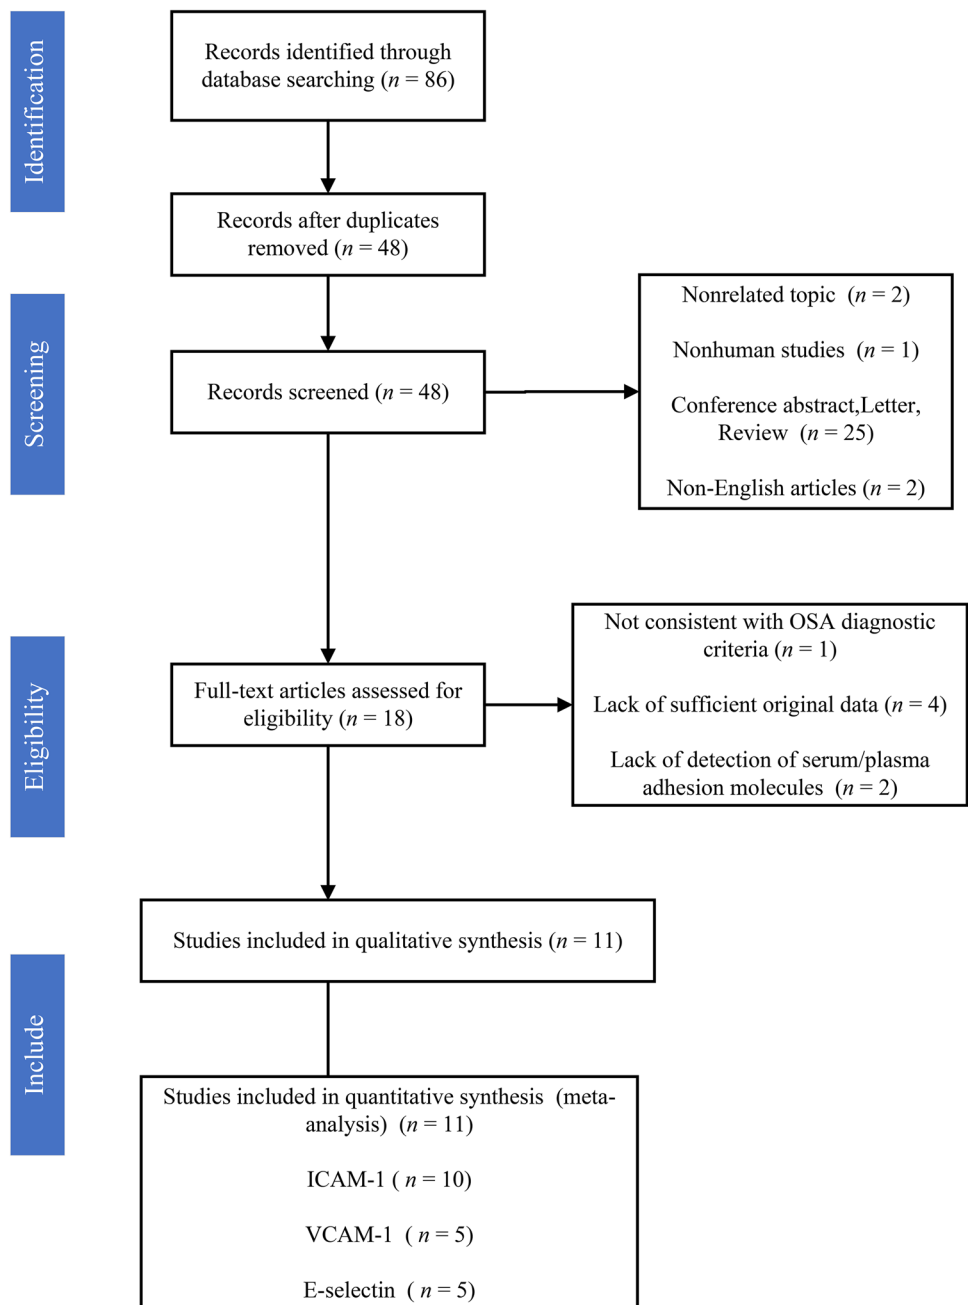 Identification
Records identified through
database searching (n = 86)
Records after duplicates
removed (n = 48)
Screening
Records screened (n = 48)
Nonrelated topic (n = 2)
Nonhuman studies (n = 1)
Conference abstract,Letter,
Review (n = 25)
Non-English articles (n = 2)
Eligibility
Full-text articles assessed for
eligibility (n = 18)
Not consistent with OSA diagnostic
criteria (n = 1)
Lack of sufficient original data (n = 4)
Lack of detection of serum/plasma
adhesion molecules (n = 2)
Include
Studies included in qualitative synthesis (n = 11)
Studies included in quantitative synthesis (meta-
analysis) (n = 11)
ICAM-1 ( n = 10)
VCAM-1 ( n = 5)
E-selectin ( n = 5)